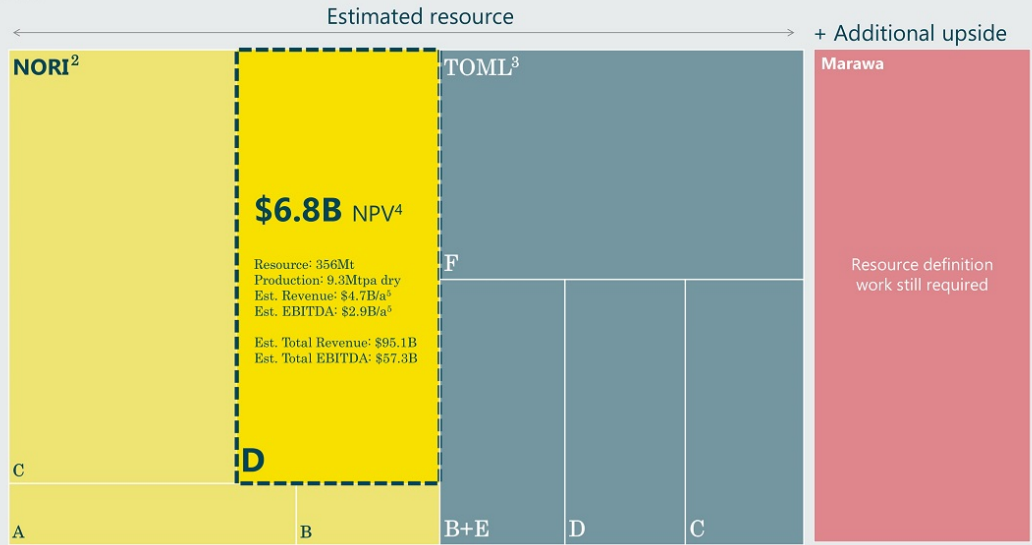 Estimated resource
+ Additional upside
NORI²
TOML³
Marawa
$6.8B NPV⁴
Resource: 356Mt
Production: 9.3Mtpa dry
Est. Revenue: $4.7B/a⁵
Est. EBITDA: $2.9B/a⁵
Est. Total Revenue: $95.1B
Est. Total EBITDA: $57.3B
F
Resource definition
work still required
C
D
A
B
B+E
D
C